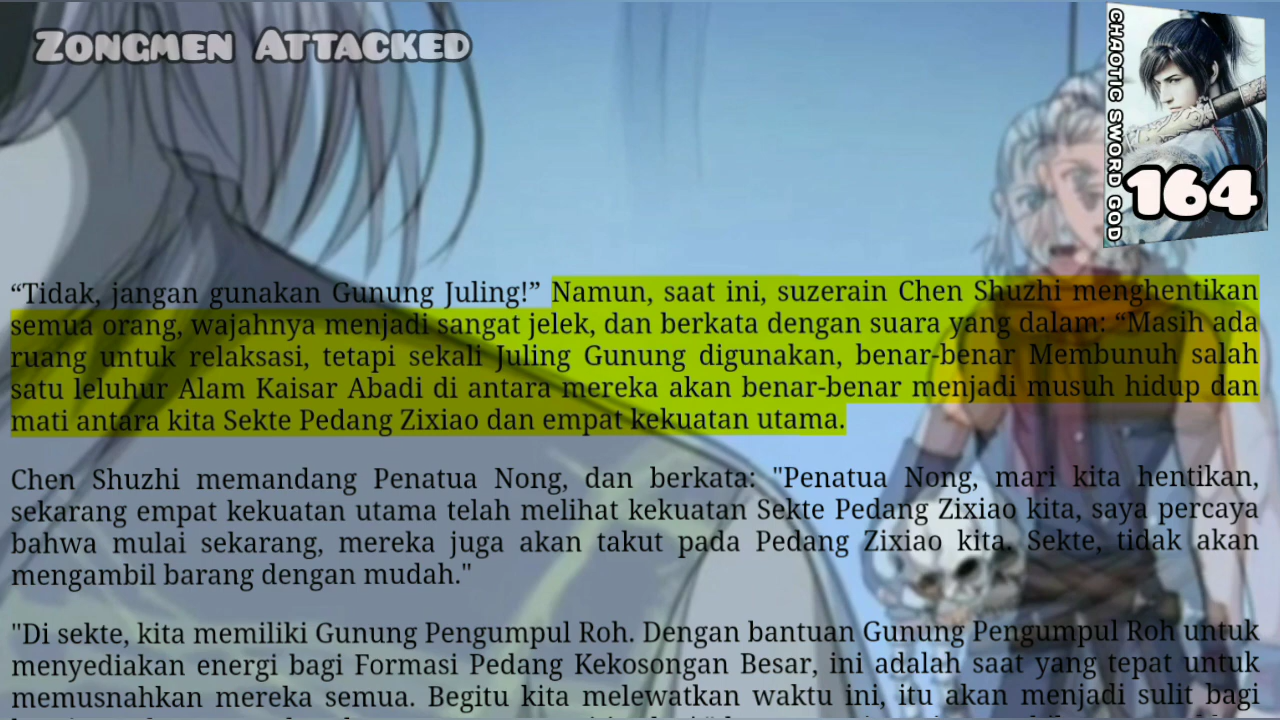 Zongmen Attacked
CHAOTIC SWORD GOD
164
“Tidak, jangan gunakan Gunung Juling!” Namun, saat ini, suzerain Chen Shuzhi menghentikan
semua orang, wajahnya menjadi sangat jelek, dan berkata dengan suara yang dalam: “Masih ada
ruang untuk relaksasi, tetapi sekali Juling Gunung digunakan, benar-benar Membunuh salah
satu leluhur Alam Kaisar Abadi di antara mereka akan benar-benar menjadi musuh hidup dan
mati antara kita Sekte Pedang Zixiao dan empat kekuatan utama.
Chen Shuzhi memandang Penatua Nong, dan berkata: "Penatua Nong, mari kita hentikan,
sekarang empat kekuatan utama telah melihat kekuatan Sekte Pedang Zixiao kita, saya percaya
bahwa mulai sekarang, mereka juga akan takut pada Pedang Zixiao kita. Sekte, tidak akan
mengambil barang dengan mudah."
"Di sekte, kita memiliki Gunung Pengumpul Roh. Dengan bantuan Gunung Pengumpul Roh untuk
menyediakan energi bagi Formasi Pedang Kekosongan Besar, ini adalah saat yang tepat untuk
memusnahkan mereka semua. Begitu kita melewatkan waktu ini, itu akan menjadi sulit bagi